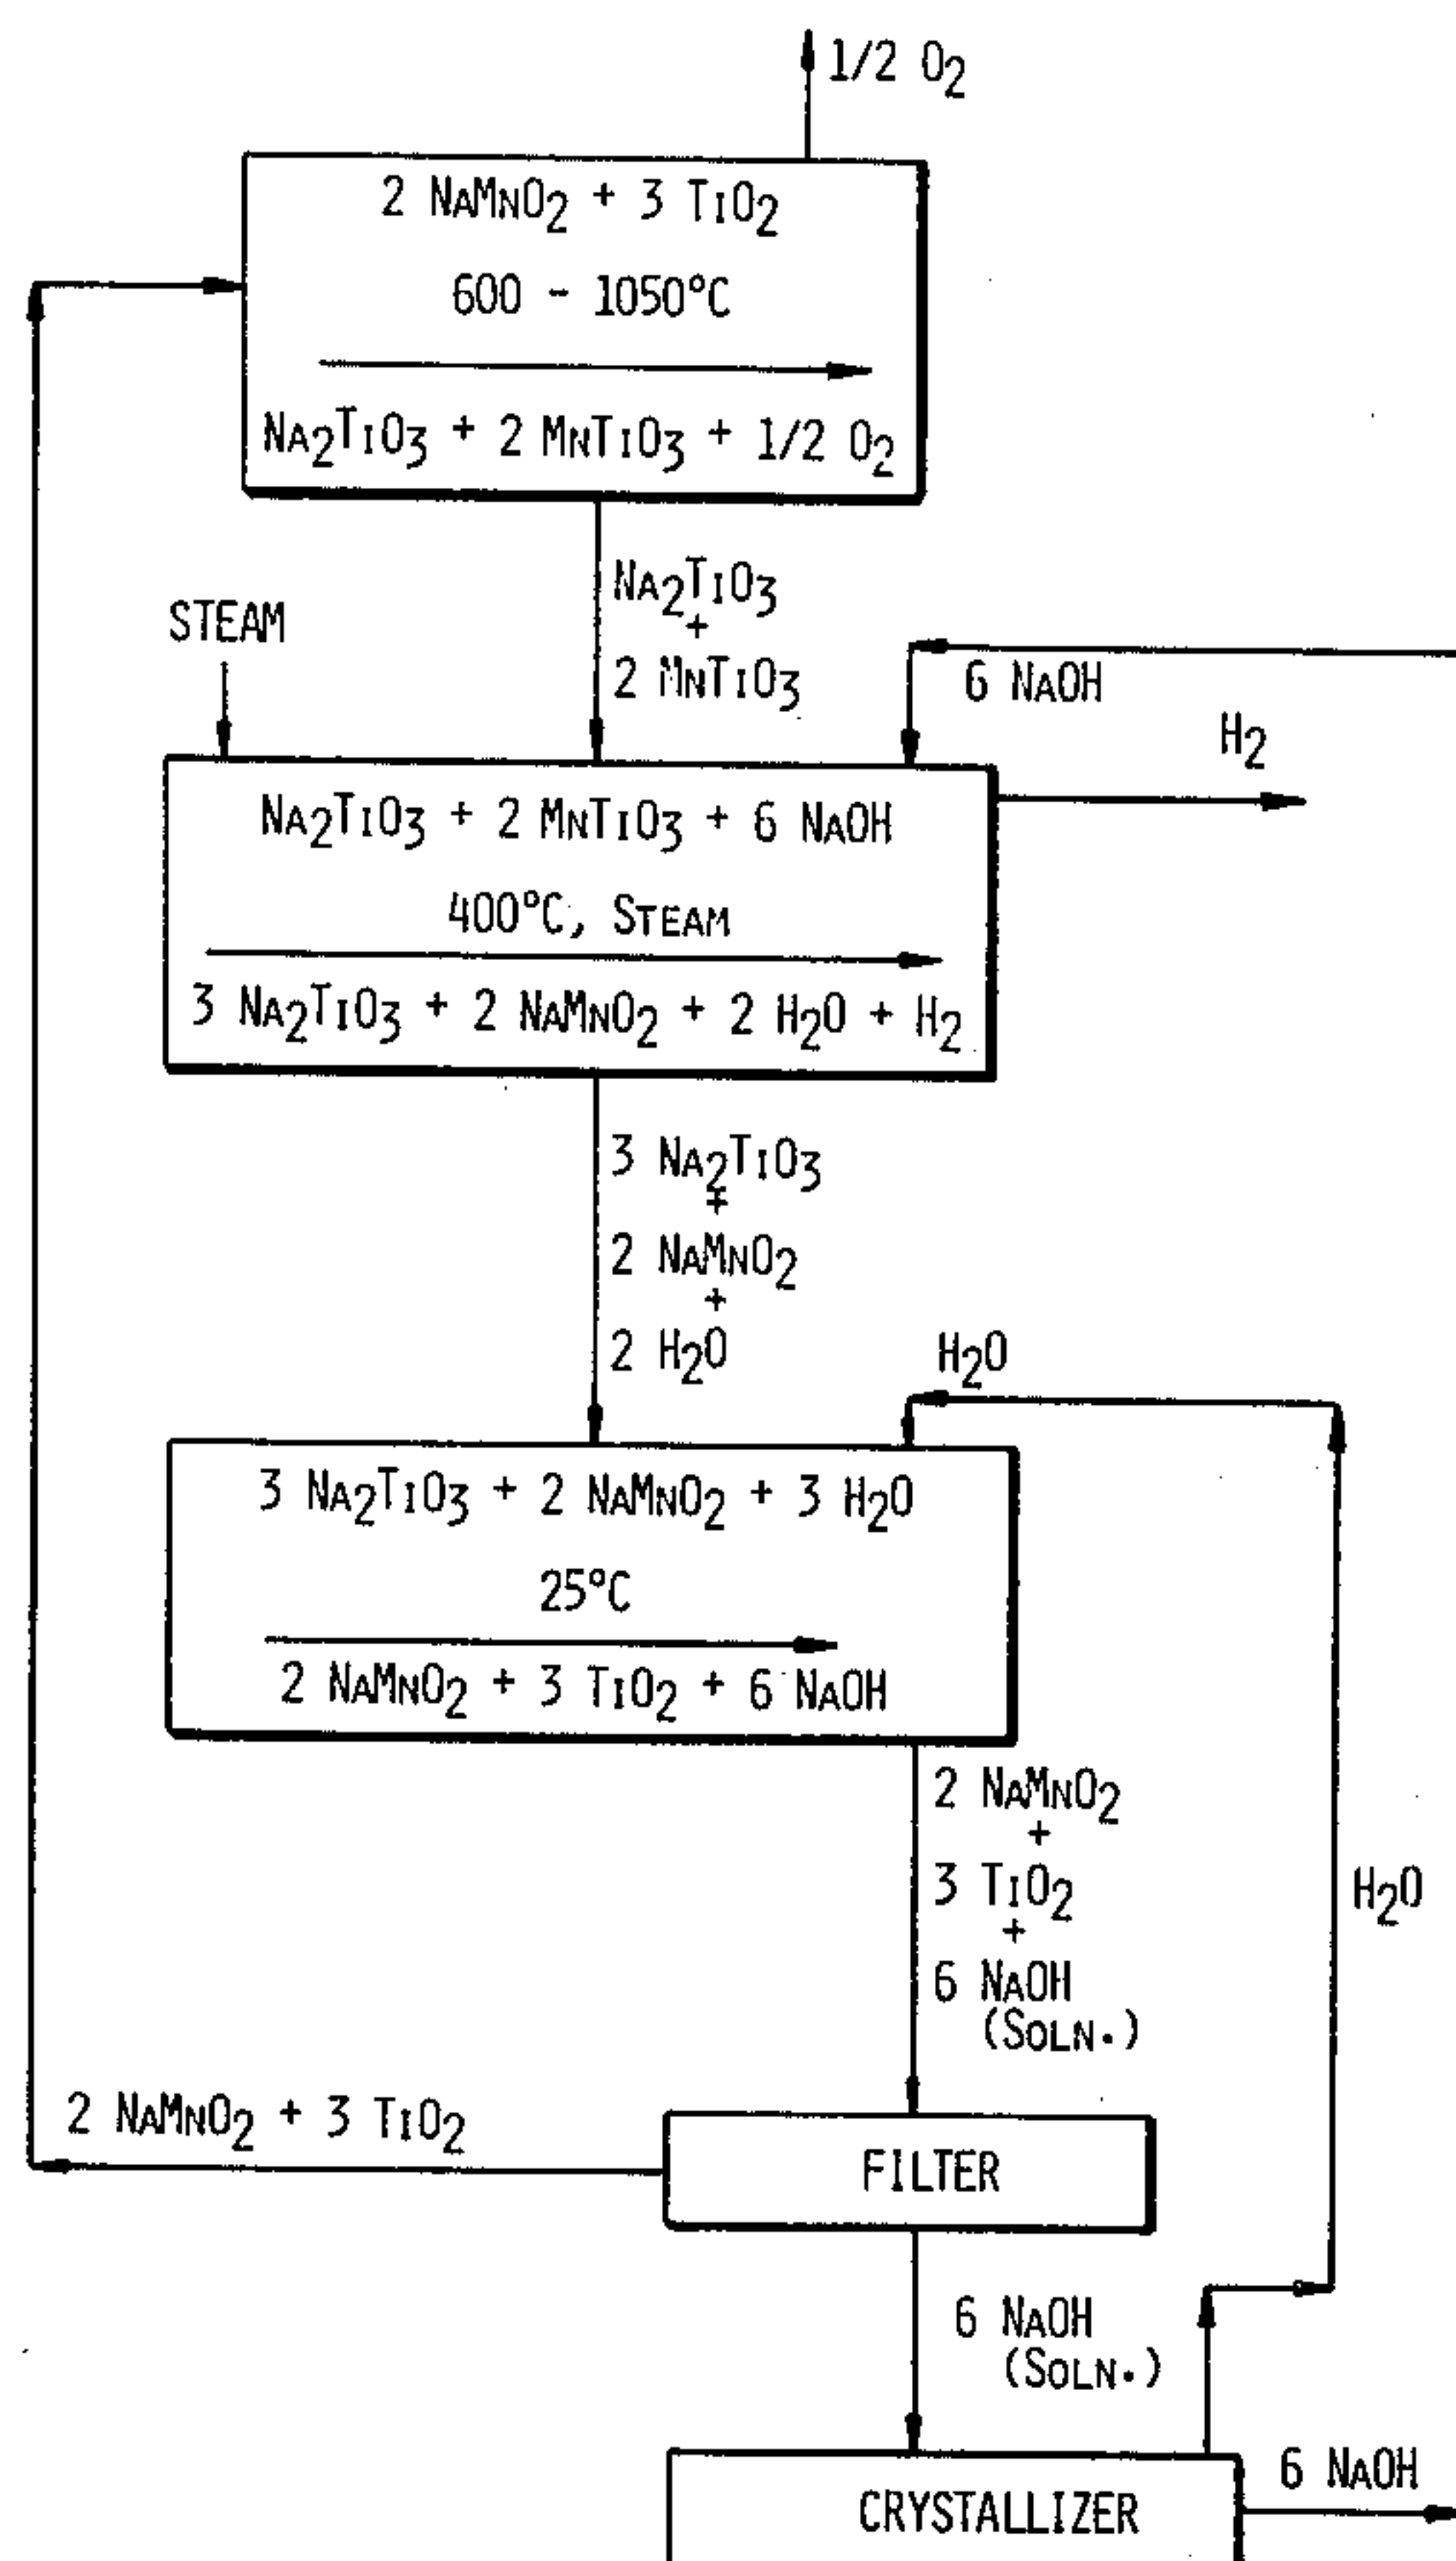 1/2 O2
2 NaMnO2 + 3 TiO2
600 - 1050°C
Na2TiO3 + 2 MnTiO3 + 1/2 O2
Na2TiO3
+
2 MnTiO3
STEAM
6 NaOH
H2
Na2TiO3 + 2 MnTiO3 + 6 NaOH
400°C, Steam
3 Na2TiO3 + 2 NaMnO2 + 2 H2O + H2
3 Na2TiO3
+
2 NaMnO2
+
2 H2O
H2O
3 Na2TiO3 + 2 NaMnO2 + 3 H2O
25°C
2 NaMnO2 + 3 TiO2 + 6 NaOH
2 NaMnO2
+
3 TiO2
+
6 NaOH
(Soln.)
H2O
2 NaMnO2 + 3 TiO2
FILTER
6 NaOH
(Soln.)
6 NaOH
CRYSTALLIZER